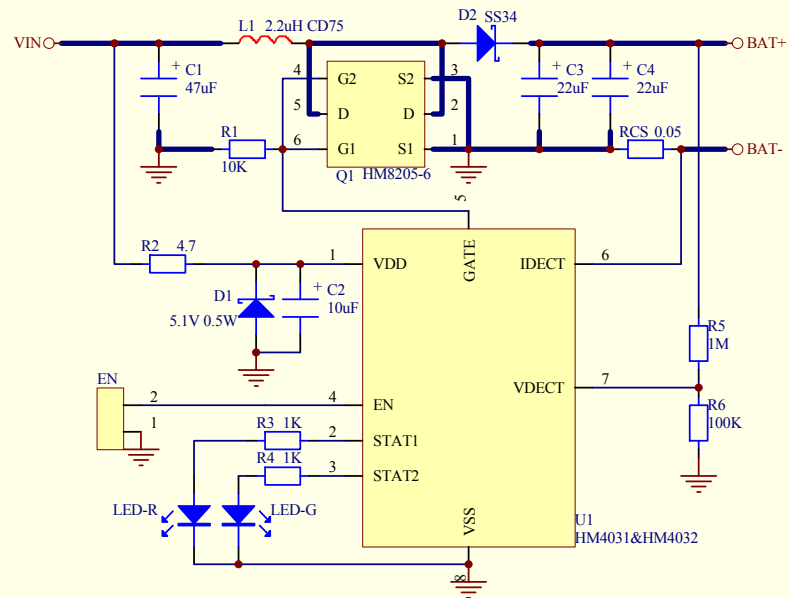 L1 2.2uH CD75
D2 SS34
VIN
BAT+
+ C1
47uF
4 G2 S2 3
5 D D 2
6 G1 S1 1
Q1 HM8205-6
+ C3
22uF
+ C4
22uF
R1
10K
RCS 0.05
BAT-
5
GATE
R2 4.7
1 VDD
IDECT 6
D1
5.1V 0.5W
+ C2
10uF
R5
1M
VDECT 7
R6
100K
EN
2
1
4 EN
R3 1K
2 STAT1
R4 1K
3 STAT2
LED-R
LED-G
VSS
8
U1
HM4031&HM4032